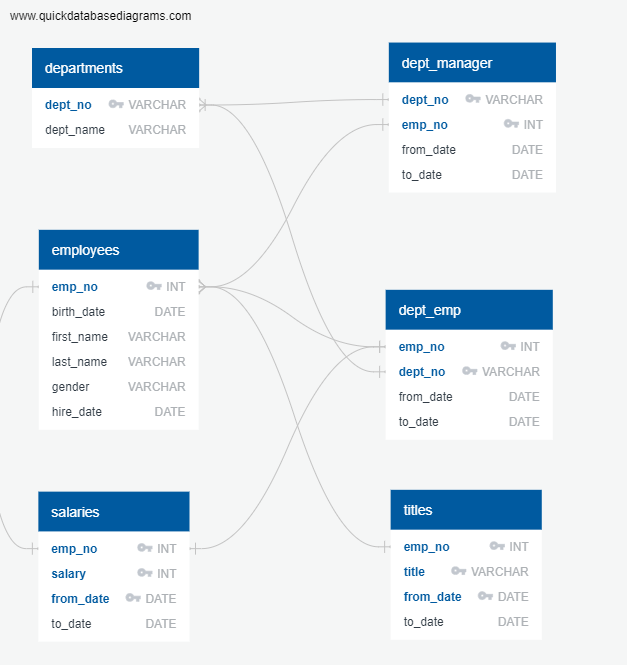 www.quickdatabasediagrams.com
departments
dept_no VARCHAR
dept_name VARCHAR
dept_manager
dept_no VARCHAR
emp_no INT
from_date DATE
to_date DATE
employees
emp_no INT
birth_date DATE
first_name VARCHAR
last_name VARCHAR
gender VARCHAR
hire_date DATE
dept_emp
emp_no INT
dept_no VARCHAR
from_date DATE
to_date DATE
salaries
emp_no INT
salary INT
from_date DATE
to_date DATE
titles
emp_no INT
title VARCHAR
from_date DATE
to_date DATE